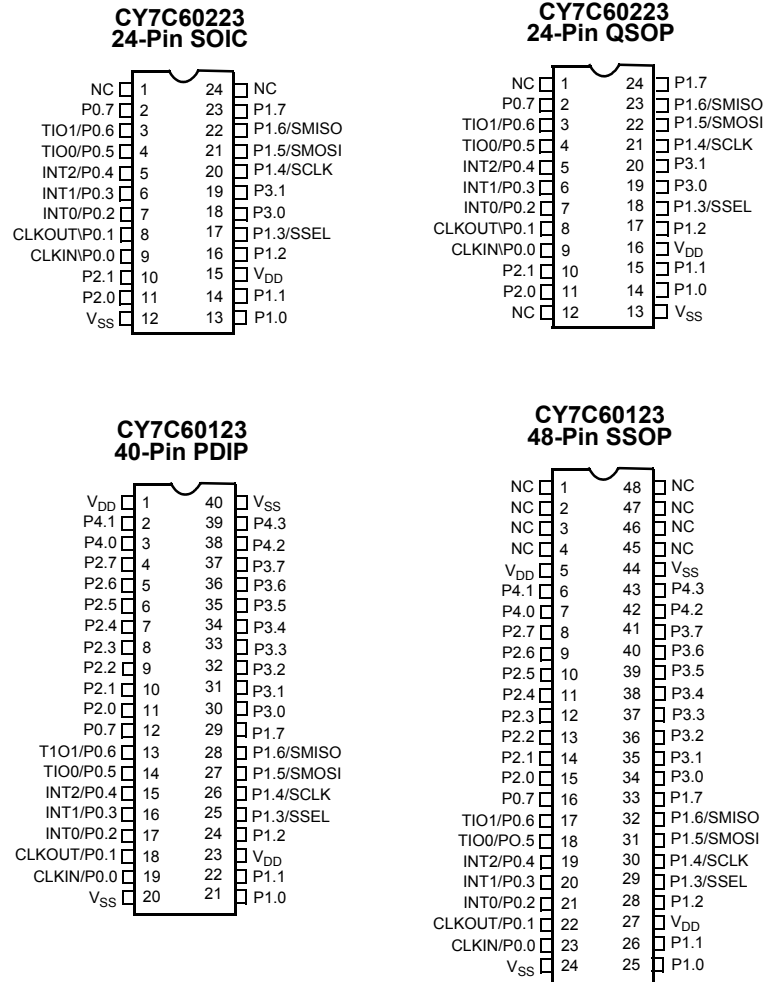 CY7C60223
24-Pin SOIC
NC 1 24 NC
P0.7 2 23 P1.7
TIO1/P0.6 3 22 P1.6/SMISO
TIO0/P0.5 4 21 P1.5/SMOSI
INT2/P0.4 5 20 P1.4/SCLK
INT1/P0.3 6 19 P3.1
INT0/P0.2 7 18 P3.0
CLKOUT\P0.1 8 17 P1.3/SSEL
CLKIN\P0.0 9 16 P1.2
P2.1 10 15 VDD
P2.0 11 14 P1.1
VSS 12 13 P1.0
CY7C60223
24-Pin QSOP
NC 1 24 P1.7
P0.7 2 23 P1.6/SMISO
TIO1/P0.6 3 22 P1.5/SMOSI
TIO0/P0.5 4 21 P1.4/SCLK
INT2/P0.4 5 20 P3.1
INT1/P0.3 6 19 P3.0
INT0/P0.2 7 18 P1.3/SSEL
CLKOUT\P0.1 8 17 P1.2
CLKIN\P0.0 9 16 VDD
P2.1 10 15 P1.1
P2.0 11 14 P1.0
NC 12 13 VSS
CY7C60123
40-Pin PDIP
VDD 1 40 VSS
P4.1 2 39 P4.3
P4.0 3 38 P4.2
P2.7 4 37 P3.7
P2.6 5 36 P3.6
P2.5 6 35 P3.5
P2.4 7 34 P3.4
P2.3 8 33 P3.3
P2.2 9 32 P3.2
P2.1 10 31 P3.1
P2.0 11 30 P3.0
P0.7 12 29 P1.7
T1O1/P0.6 13 28 P1.6/SMISO
TIO0/P0.5 14 27 P1.5/SMOSI
INT2/P0.4 15 26 P1.4/SCLK
INT1/P0.3 16 25 P1.3/SSEL
INT0/P0.2 17 24 P1.2
CLKOUT/P0.1 18 23 VDD
CLKIN/P0.0 19 22 P1.1
VSS 20 21 P1.0
CY7C60123
48-Pin SSOP
NC 1 48 NC
NC 2 47 NC
NC 3 46 NC
NC 4 45 NC
VDD 5 44 VSS
P4.1 6 43 P4.3
P4.0 7 42 P4.2
P2.7 8 41 P3.7
P2.6 9 40 P3.6
P2.5 10 39 P3.5
P2.4 11 38 P3.4
P2.3 12 37 P3.3
P2.2 13 36 P3.2
P2.1 14 35 P3.1
P2.0 15 34 P3.0
P0.7 16 33 P1.7
TIO1/P0.6 17 32 P1.6/SMISO
TIO0/PO.5 18 31 P1.5/SMOSI
INT2/P0.4 19 30 P1.4/SCLK
INT1/P0.3 20 29 P1.3/SSEL
INT0/P0.2 21 28 P1.2
CLKOUT/P0.1 22 27 VDD
CLKIN/P0.0 23 26 P1.1
VSS 24 25 P1.0